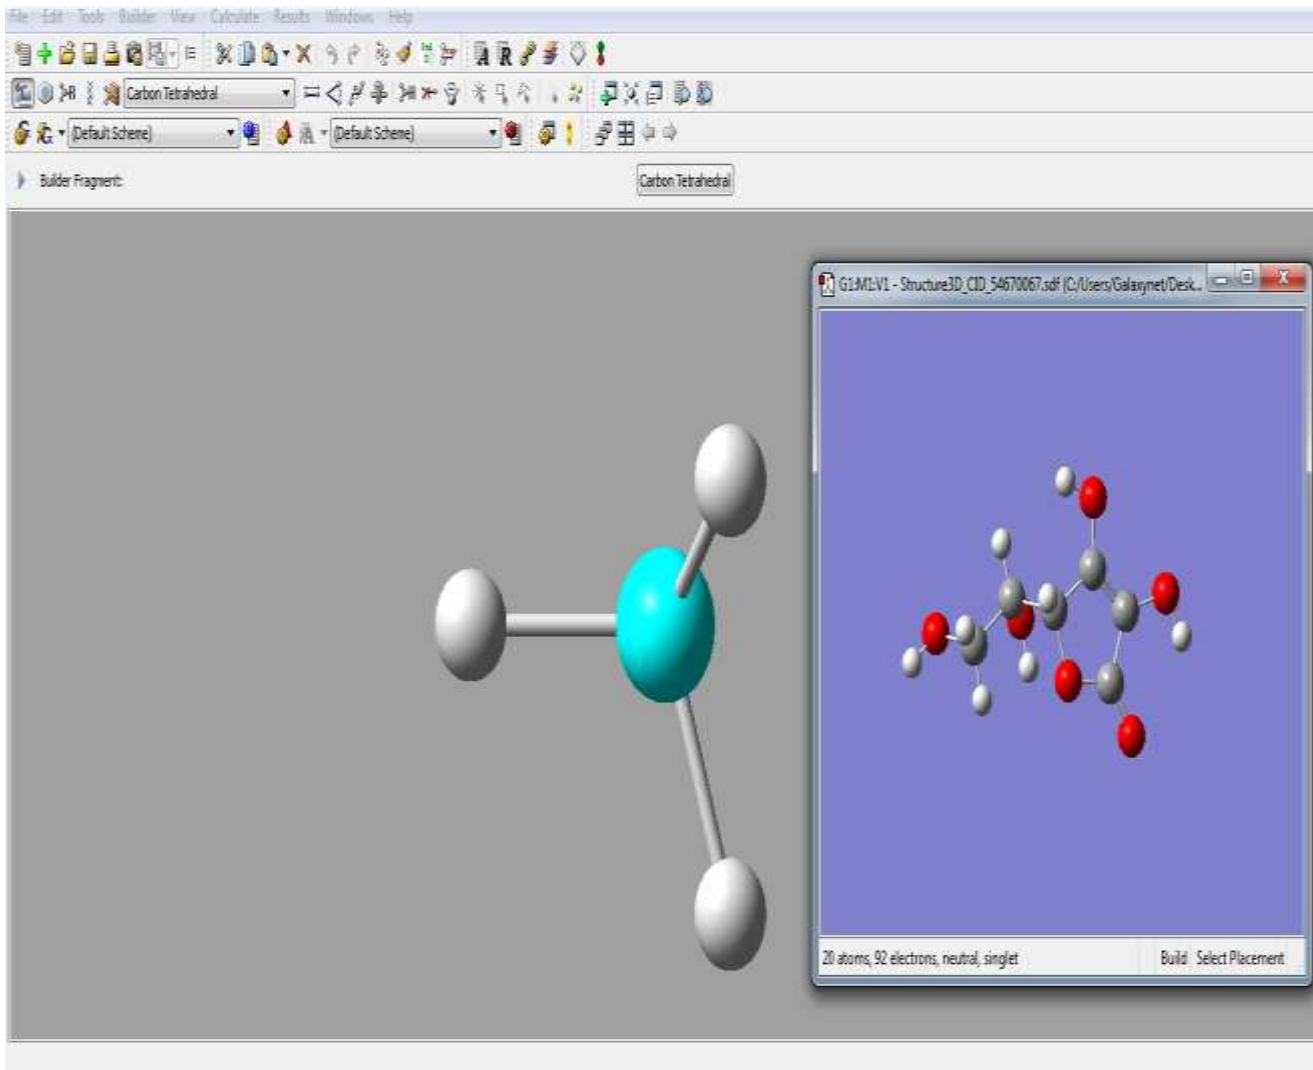 File Edit Tools Builder View Calculate Results Windows Help
A R
Carbon Tetrahedral
(Default Scheme) (Default Scheme)
Builder Fragment: Carbon Tetrahedral
G1:M1:V1 - Structure3D_CID_54670067.sdf (C:/Users/Galaxynet/Desk...
20 atoms, 92 electrons, neutral, singlet Build Select Placement